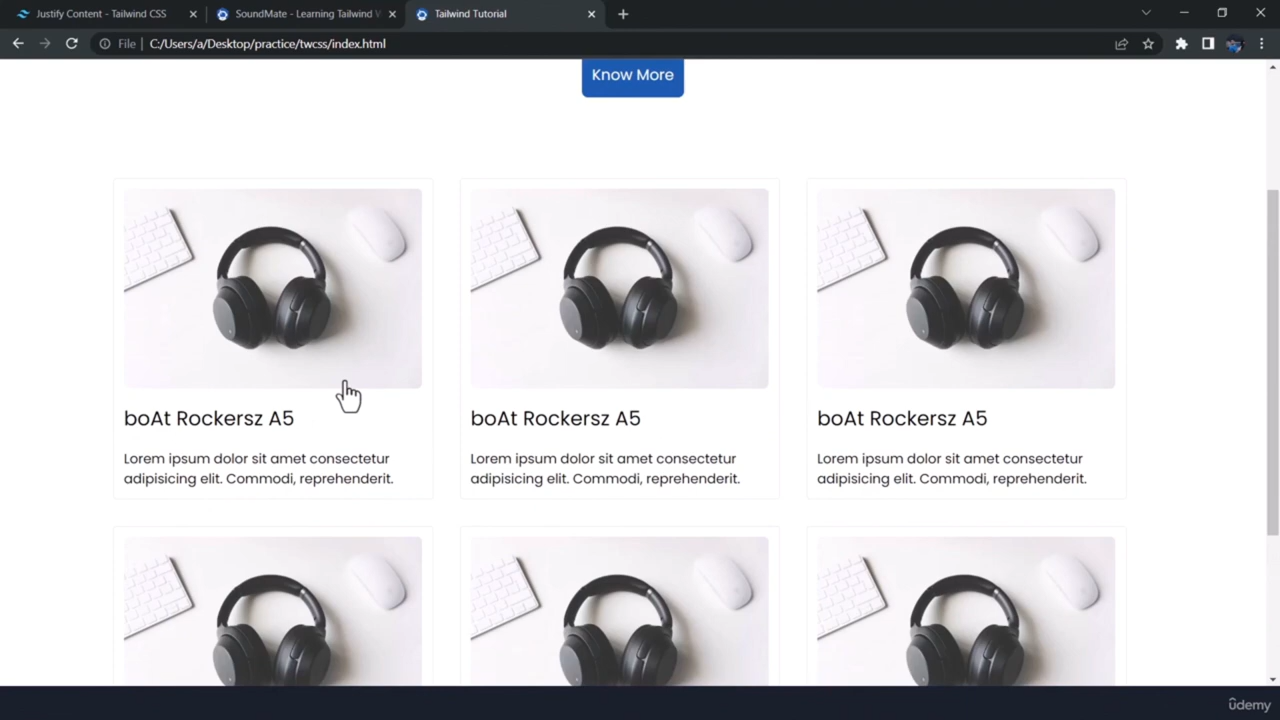 Justify Content - Tailwind CSS
SoundMate - Learning Tailwind
Tailwind Tutorial
File
C:/Users/a/Desktop/practice/twcss/index.html
Know More
boAt Rockersz A5
boAt Rockersz A5
boAt Rockersz A5
Lorem ipsum dolor sit amet consectetur
adipisicing elit. Commodi, reprehenderit.
Lorem ipsum dolor sit amet consectetur
adipisicing elit. Commodi, reprehenderit.
Lorem ipsum dolor sit amet consectetur
adipisicing elit. Commodi, reprehenderit.
ûdemy